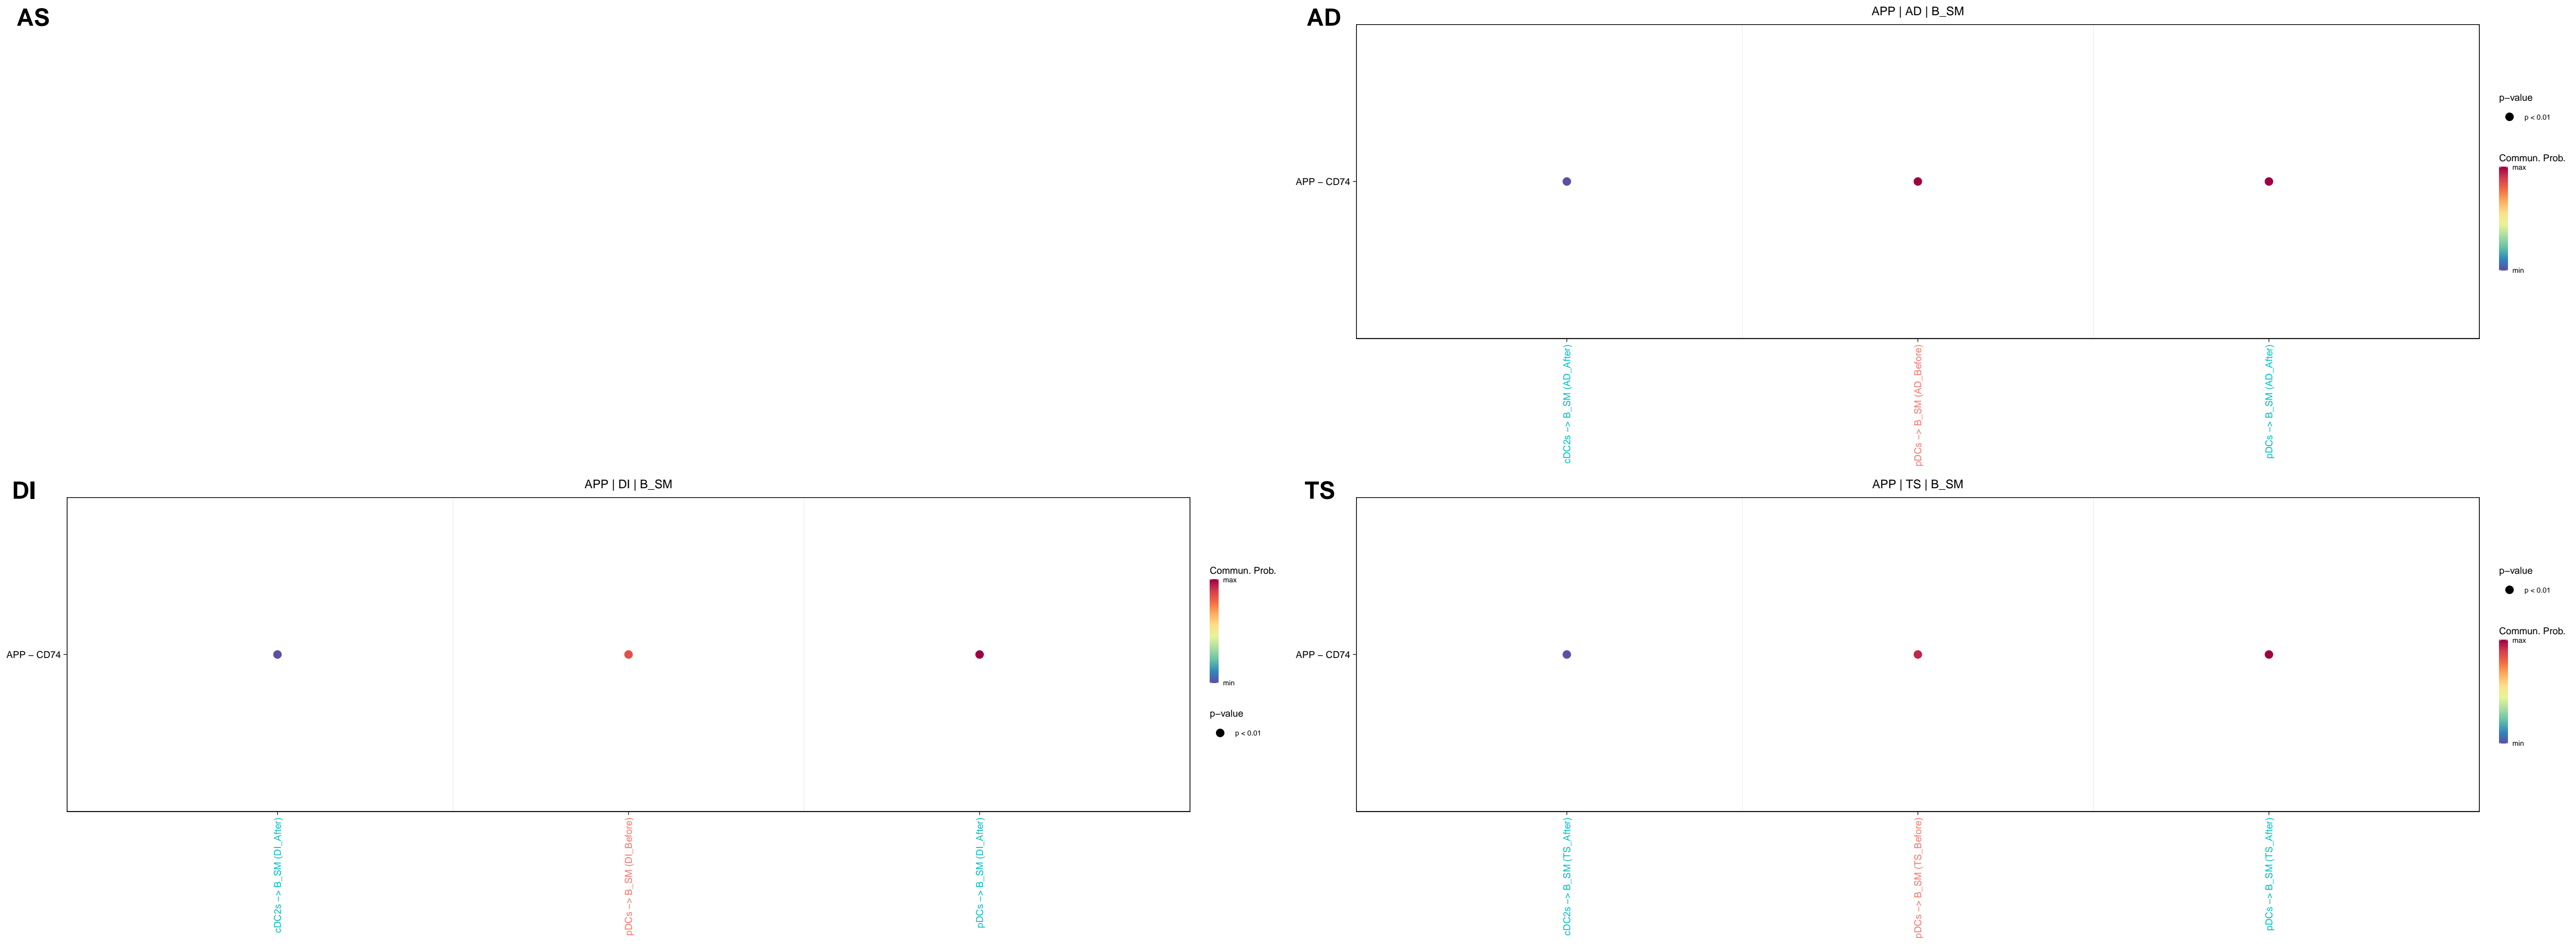 AS
AD
APP | AD | B_SM
APP – CD74
cDC2s –> B_SM (AD_After)
pDCs –> B_SM (AD_Before)
pDCs –> B_SM (AD_After)
p–value
p < 0.01
Commun. Prob.
max
min
DI
APP | DI | B_SM
APP – CD74
cDC2s –> B_SM (DI_After)
pDCs –> B_SM (DI_Before)
pDCs –> B_SM (DI_After)
Commun. Prob.
max
min
p–value
p < 0.01
TS
APP | TS | B_SM
APP – CD74
cDC2s –> B_SM (TS_After)
pDCs –> B_SM (TS_Before)
pDCs –> B_SM (TS_After)
p–value
p < 0.01
Commun. Prob.
max
min